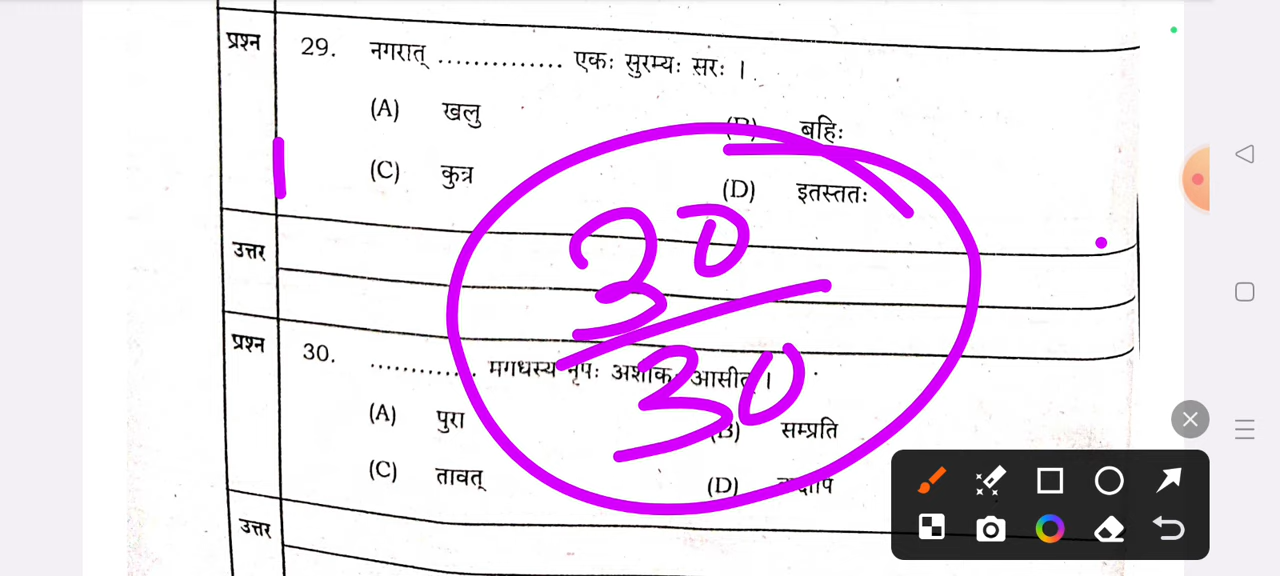 प्रश्न 29. नगरात् .............. एकः सुरम्यः सरः ।
(A) खलु (B) बहिः
(C) कुत्र (D) इतस्ततः
30
30
उत्तर
प्रश्न 30. ............. मगधस्य नृपः अशोकः आसीत् ।
(A) पुरा (B) सम्प्रति
(C) तावत् (D)
उत्तर